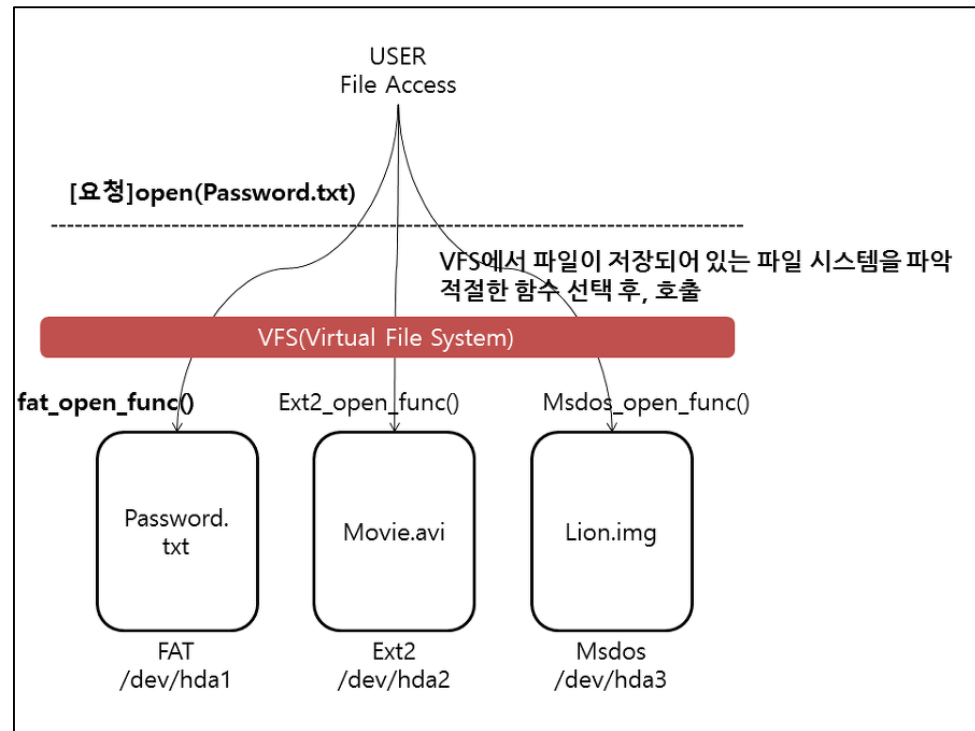 USER
File Access
[요청]open(Password.txt)
VFS에서 파일이 저장되어 있는 파일 시스템을 파악
적절한 함수 선택 후, 호출
VFS(Virtual File System)
fat_open_func()
Ext2_open_func()
Msdos_open_func()
Password.
txt
Movie.avi
Lion.img
FAT
/dev/hda1
Ext2
/dev/hda2
Msdos
/dev/hda3